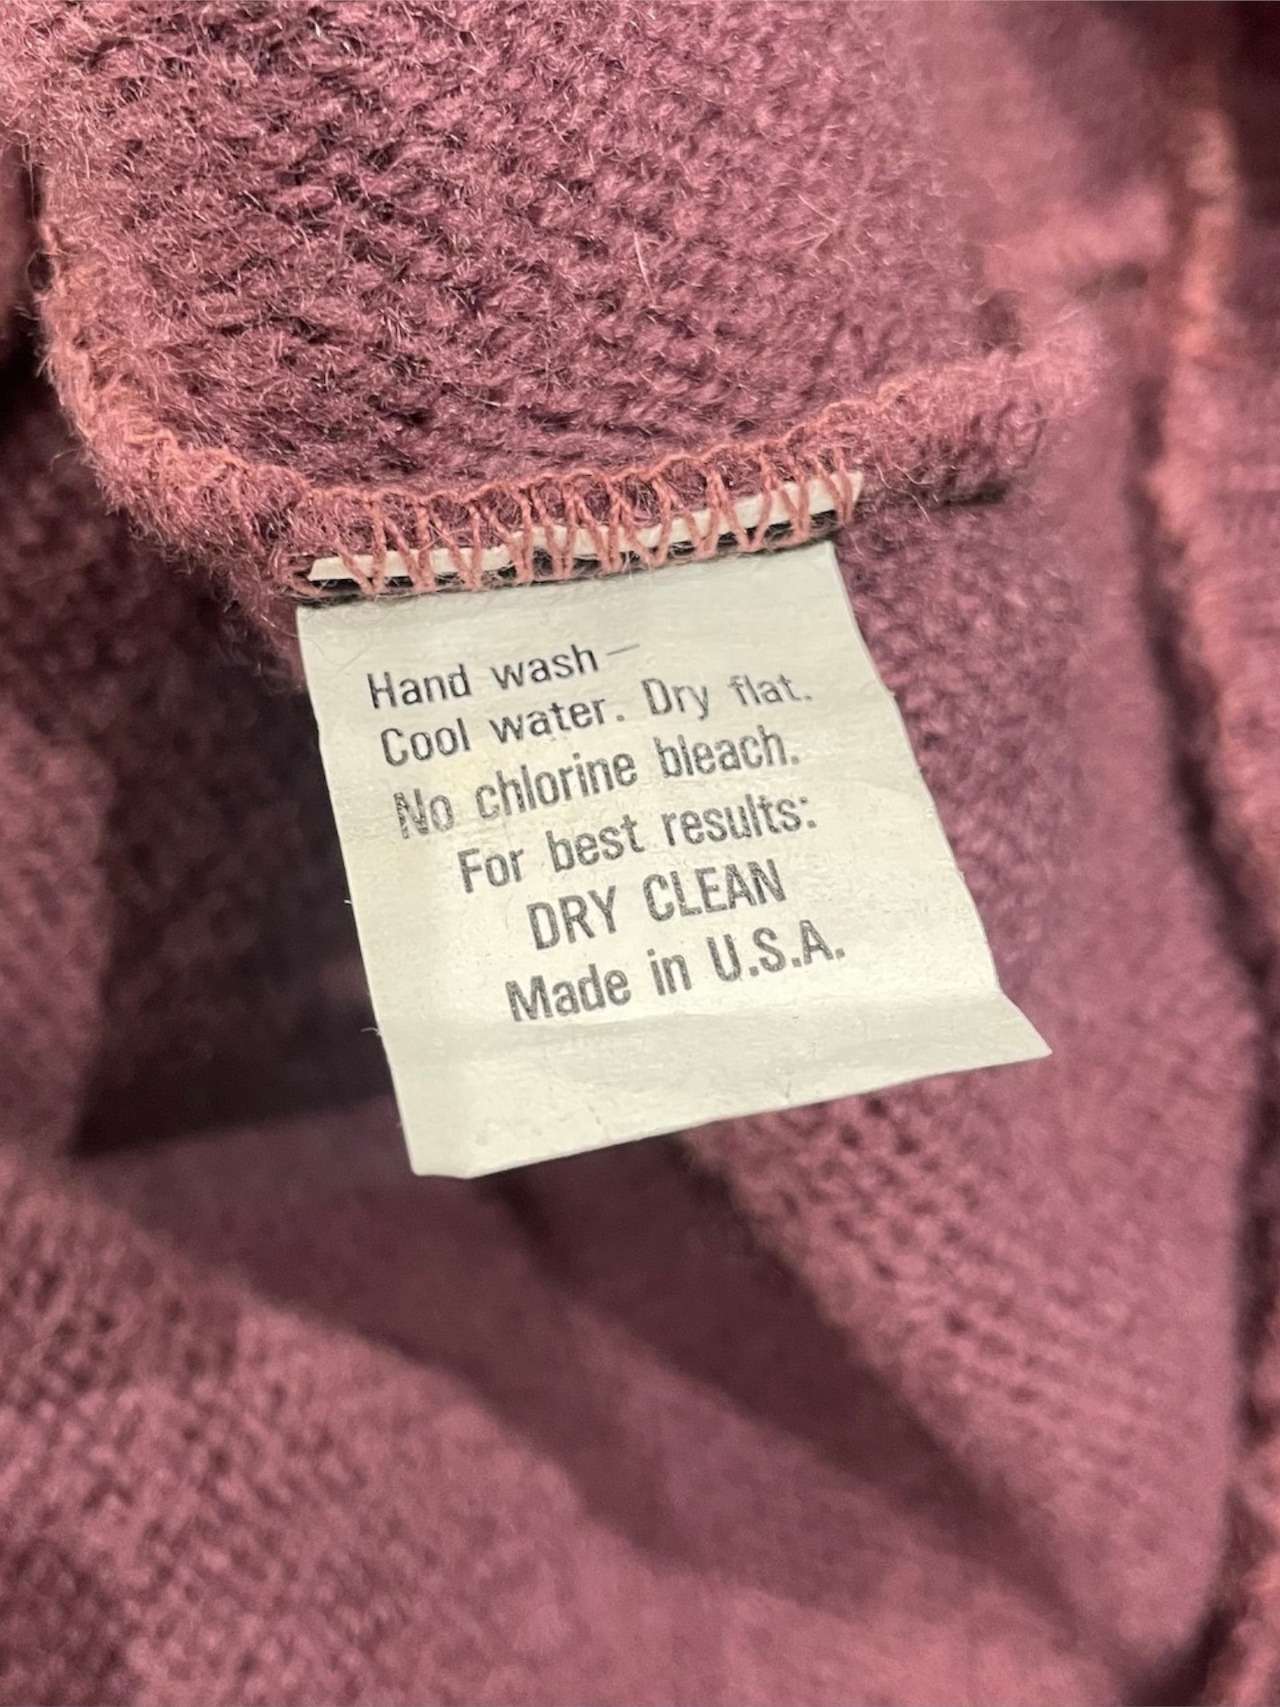 Hand wash—
Cool water. Dry flat.
No chlorine bleach.
For best results:
DRY CLEAN
Made in U.S.A.